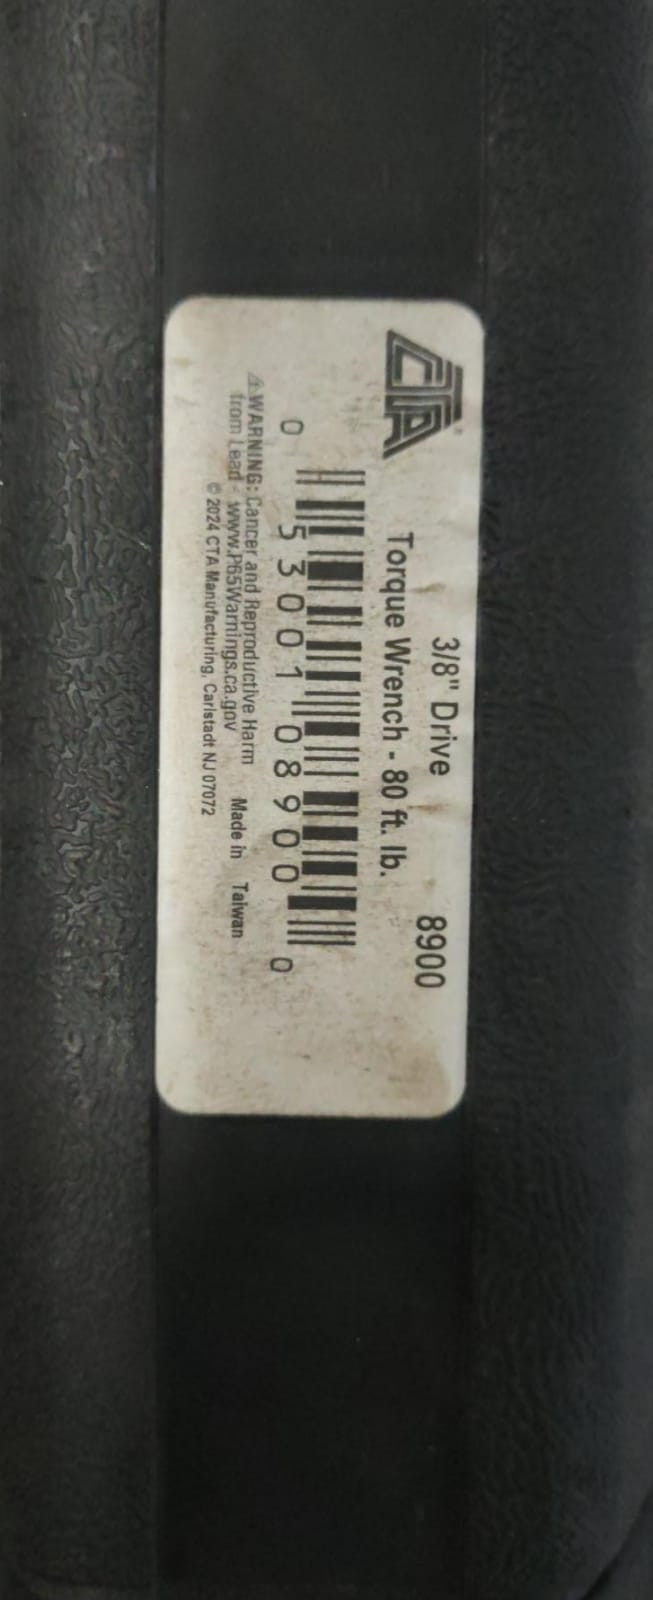 CTA
3/8" Drive 8900
Torque Wrench - 80 ft. lb.
0 53001 08900 0
⚠ WARNING: Cancer and Reproductive Harm
from Lead - www.P65Warnings.ca.gov Made in Taiwan
© 2024 CTA Manufacturing, Carlstadt NJ 07072